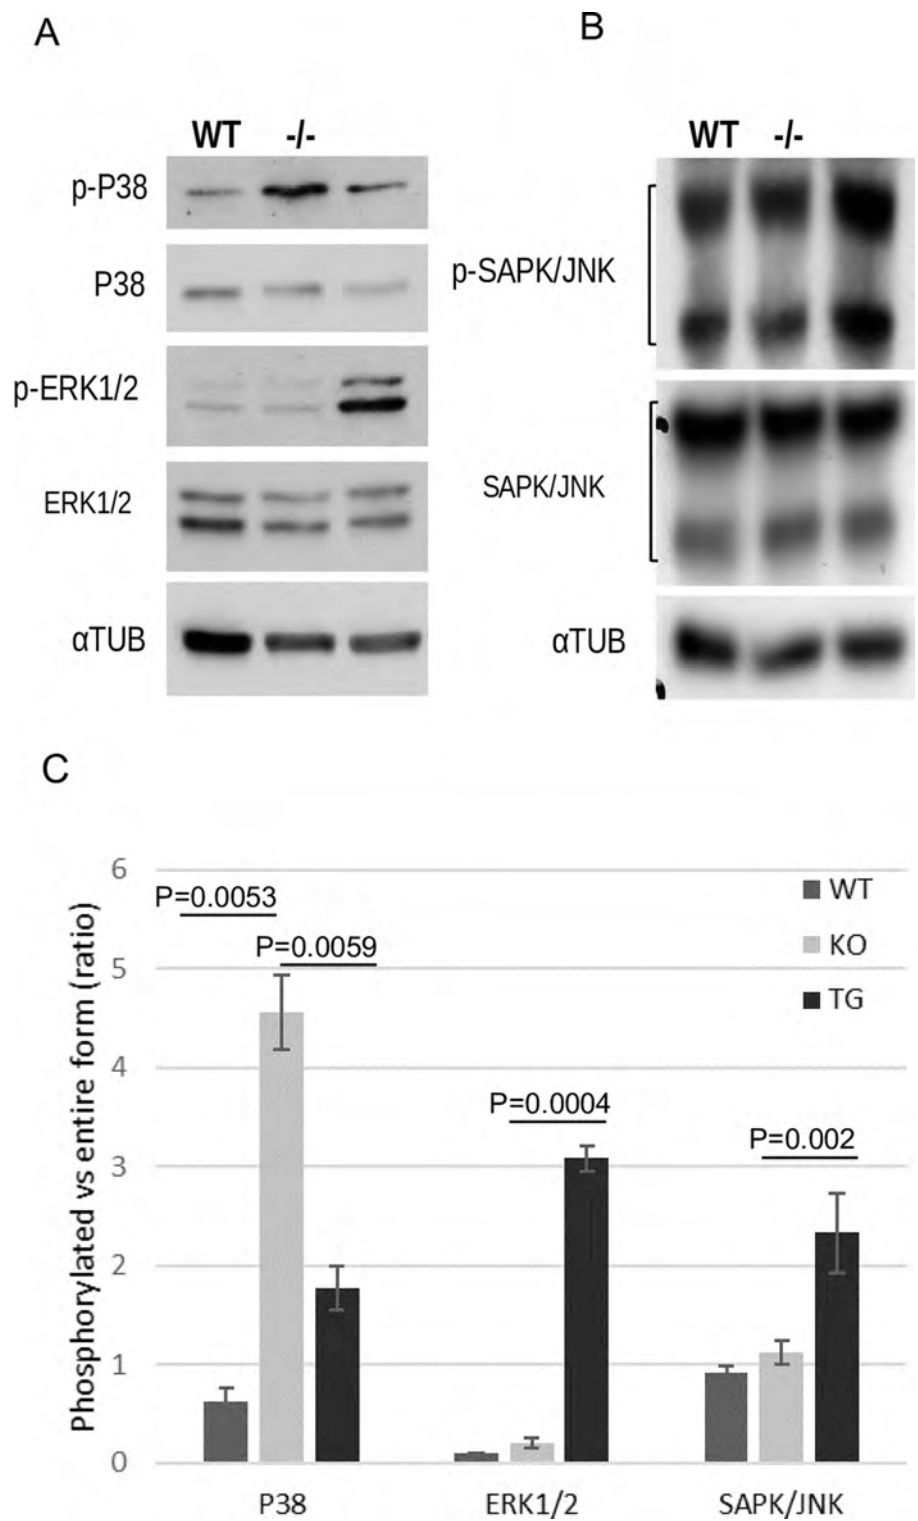 A
B
WT -/-
WT -/-
p-P38
P38
p-ERK1/2
ERK1/2
αTUB
p-SAPK/JNK
SAPK/JNK
αTUB
C
Phosphorylated vs entire form (ratio)
6
5
4
3
2
1
0
P=0.0053
P=0.0059
P=0.0004
P=0.002
WT
KO
TG
P38
ERK1/2
SAPK/JNK